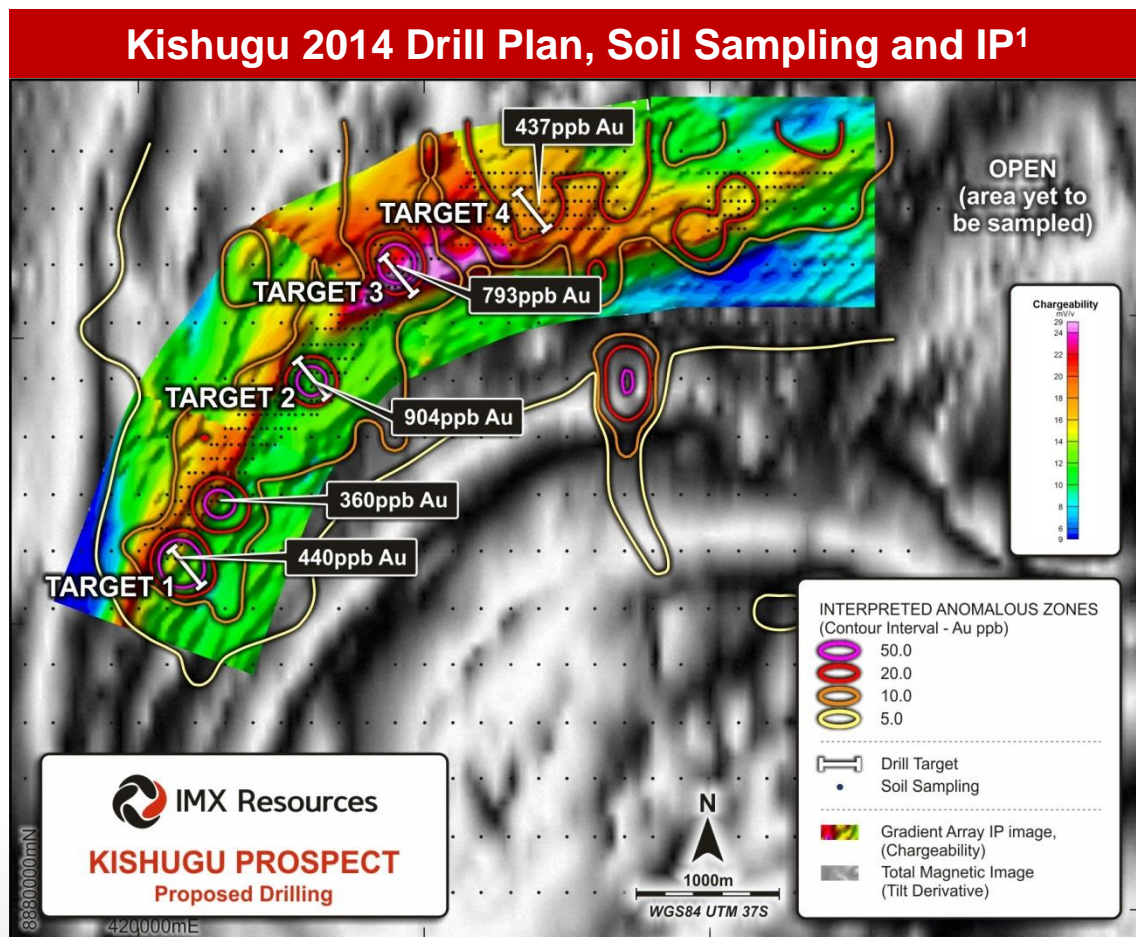 Kishugu 2014 Drill Plan, Soil Sampling and IP¹
437ppb Au
OPEN
(area yet to
be sampled)
TARGET 4
TARGET 3
793ppb Au
Chargeability
mV/v
29
24
22
20
18
16
14
12
11
10
8
6
9
TARGET 2
904ppb Au
360ppb Au
440ppb Au
TARGET 1
INTERPRETED ANOMALOUS ZONES
(Contour Interval - Au ppb)
50.0
20.0
10.0
5.0
Drill Target
Soil Sampling
Gradient Array IP image,
(Chargeability)
Total Magnetic Image
(Tilt Derivative)
IMX Resources
KISHUGU PROSPECT
Proposed Drilling
N
1000m
WGS84 UTM 37S
8880000mN
420000mE